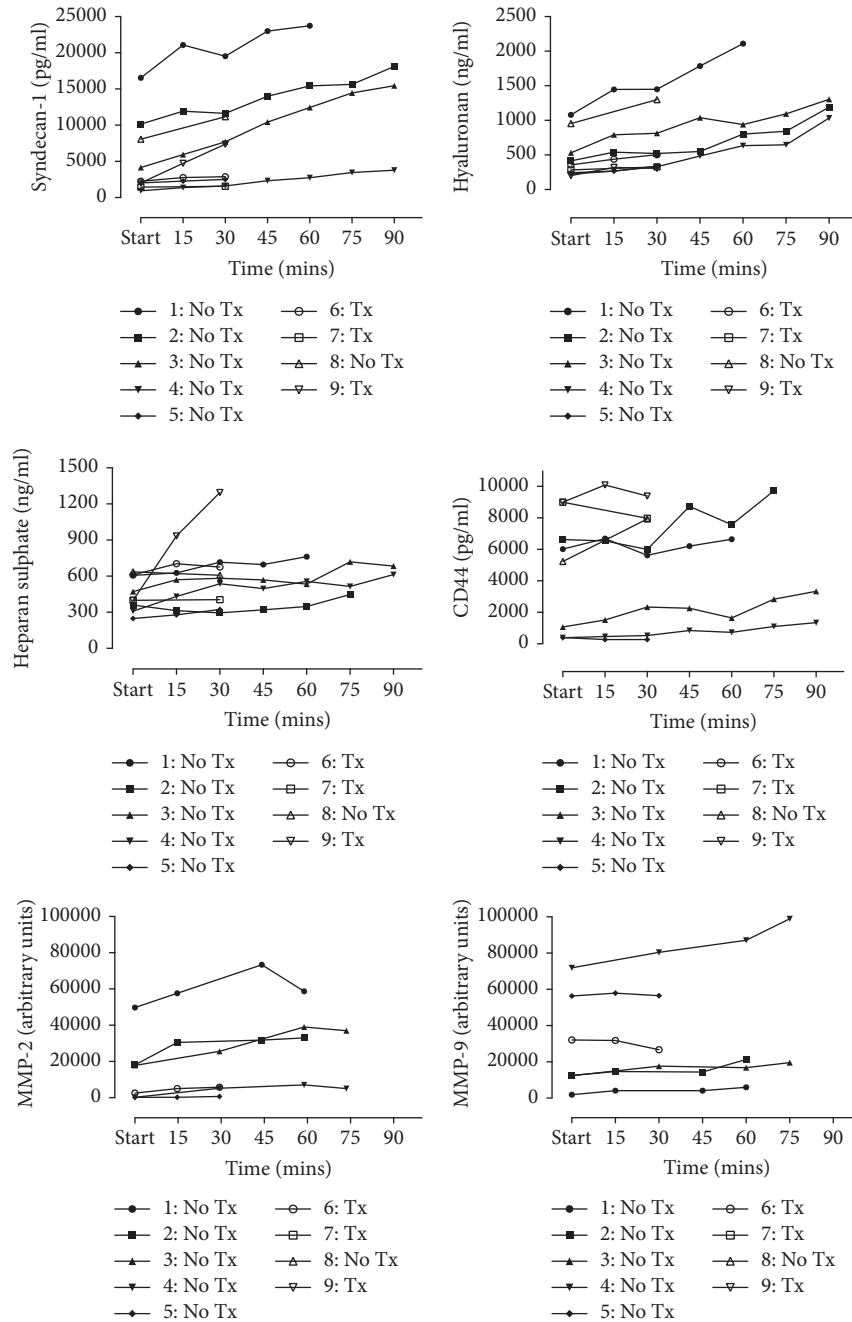 25000
20000
15000
10000
5000
0
Syndecan-1 (pg/ml)
Start 15 30 45 60 75 90
Time (mins)
1: No Tx 6: Tx
2: No Tx 7: Tx
3: No Tx 8: No Tx
4: No Tx 9: Tx
5: No Tx
2500
2000
1500
1000
500
0
Hyaluronan (ng/ml)
Start 15 30 45 60 75 90
Time (mins)
1: No Tx 6: Tx
2: No Tx 7: Tx
3: No Tx 8: No Tx
4: No Tx 9: Tx
5: No Tx
1500
1200
900
600
300
0
Heparan sulphate (ng/ml)
Start 15 30 45 60 75 90
Time (mins)
1: No Tx 6: Tx
2: No Tx 7: Tx
3: No Tx 8: No Tx
4: No Tx 9: Tx
5: No Tx
10000
8000
6000
4000
2000
0
CD44 (pg/ml)
Start 15 30 45 60 75 90
Time (mins)
1: No Tx 6: Tx
2: No Tx 7: Tx
3: No Tx 8: No Tx
4: No Tx 9: Tx
5: No Tx
100000
80000
60000
40000
20000
0
MMP-2 (arbitrary units)
Start 15 30 45 60 75 90
Time (mins)
1: No Tx 6: Tx
2: No Tx 7: Tx
3: No Tx 8: No Tx
4: No Tx 9: Tx
5: No Tx
100000
80000
60000
40000
20000
0
MMP-9 (arbitrary units)
Start 15 30 45 60 75 90
Time (mins)
1: No Tx 6: Tx
2: No Tx 7: Tx
3: No Tx 8: No Tx
4: No Tx 9: Tx
5: No Tx